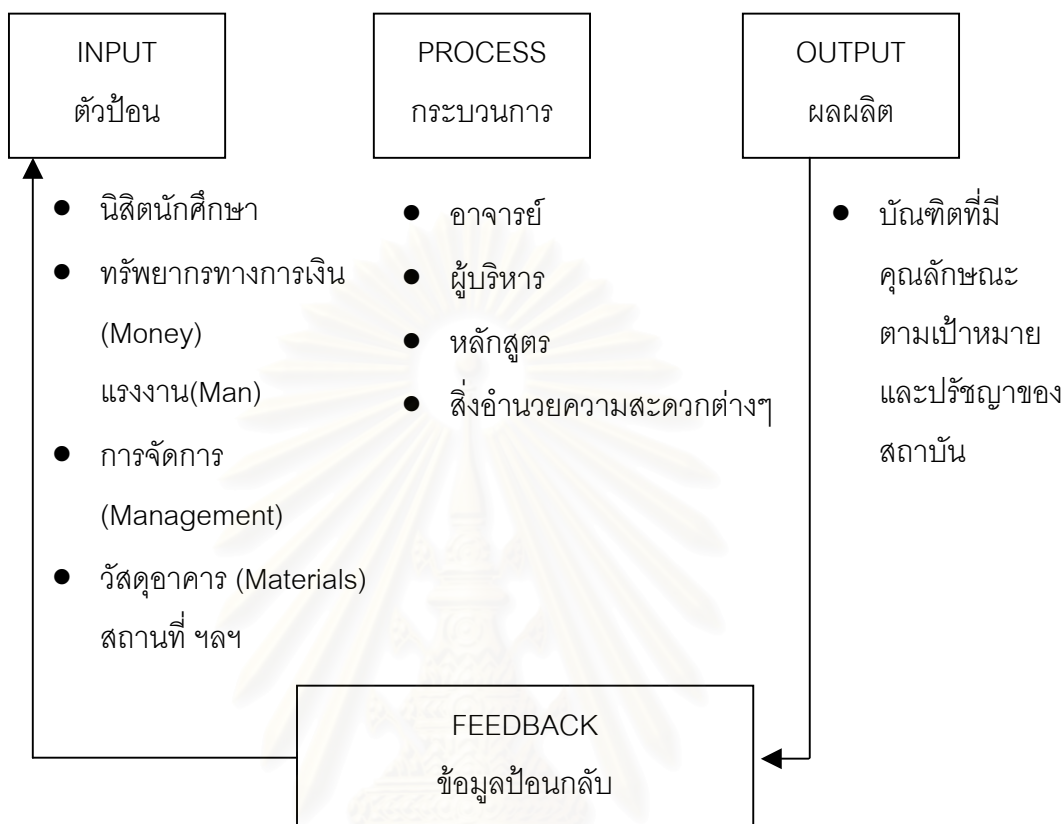 INPUT
ตัวป้อน
PROCESS
กระบวนการ
OUTPUT
ผลผลิต
● นิสิตนักศึกษา
● ทรัพยากรทางการเงิน
(Money)
แรงงาน(Man)
● การจัดการ
(Management)
● วัสดุอาคาร (Materials)
สถานที่ ฯลฯ
● อาจารย์
● ผู้บริหาร
● หลักสูตร
● สิ่งอำนวยความสะดวกต่างๆ
● บัณฑิตที่มี
คุณลักษณะ
ตามเป้าหมาย
และปรัชญาของ
สถาบัน
FEEDBACK
ข้อมูลป้อนกลับ